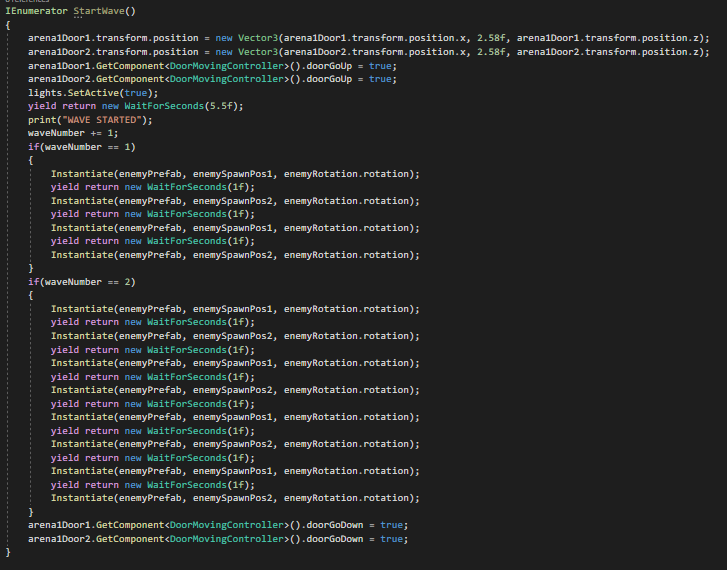 IEnumerator StartWave()
{
arena1Door1.transform.position = new Vector3(arena1Door1.transform.position.x, 2.58f, arena1Door1.transform.position.z);
arena1Door2.transform.position = new Vector3(arena1Door2.transform.position.x, 2.58f, arena1Door2.transform.position.z);
arena1Door1.GetComponent<DoorMovingController>().doorGoUp = true;
arena1Door2.GetComponent<DoorMovingController>().doorGoUp = true;
lights.SetActive(true);
yield return new WaitForSeconds(5.5f);
print("WAVE STARTED");
waveNumber += 1;
if(waveNumber == 1)
{
Instantiate(enemyPrefab, enemySpawnPos1, enemyRotation.rotation);
yield return new WaitForSeconds(1f);
Instantiate(enemyPrefab, enemySpawnPos2, enemyRotation.rotation);
yield return new WaitForSeconds(1f);
Instantiate(enemyPrefab, enemySpawnPos1, enemyRotation.rotation);
yield return new WaitForSeconds(1f);
Instantiate(enemyPrefab, enemySpawnPos2, enemyRotation.rotation);
}
if(waveNumber == 2)
{
Instantiate(enemyPrefab, enemySpawnPos1, enemyRotation.rotation);
yield return new WaitForSeconds(1f);
Instantiate(enemyPrefab, enemySpawnPos2, enemyRotation.rotation);
yield return new WaitForSeconds(1f);
Instantiate(enemyPrefab, enemySpawnPos1, enemyRotation.rotation);
yield return new WaitForSeconds(1f);
Instantiate(enemyPrefab, enemySpawnPos2, enemyRotation.rotation);
yield return new WaitForSeconds(1f);
Instantiate(enemyPrefab, enemySpawnPos1, enemyRotation.rotation);
yield return new WaitForSeconds(1f);
Instantiate(enemyPrefab, enemySpawnPos2, enemyRotation.rotation);
yield return new WaitForSeconds(1f);
Instantiate(enemyPrefab, enemySpawnPos1, enemyRotation.rotation);
yield return new WaitForSeconds(1f);
Instantiate(enemyPrefab, enemySpawnPos2, enemyRotation.rotation);
}
arena1Door1.GetComponent<DoorMovingController>().doorGoDown = true;
arena1Door2.GetComponent<DoorMovingController>().doorGoDown = true;
}